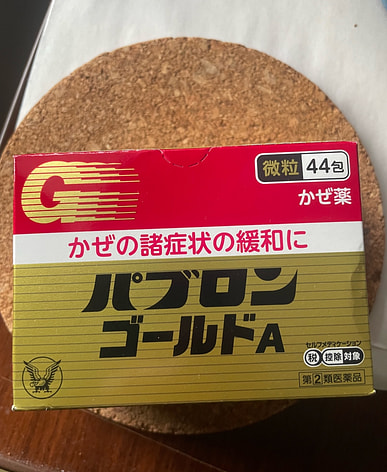 G
微粒 44包
かぜ薬
かぜの諸症状の緩和に
パブロン
ゴールドA
セルフメディケーション
税 控除 対象
第②類医薬品